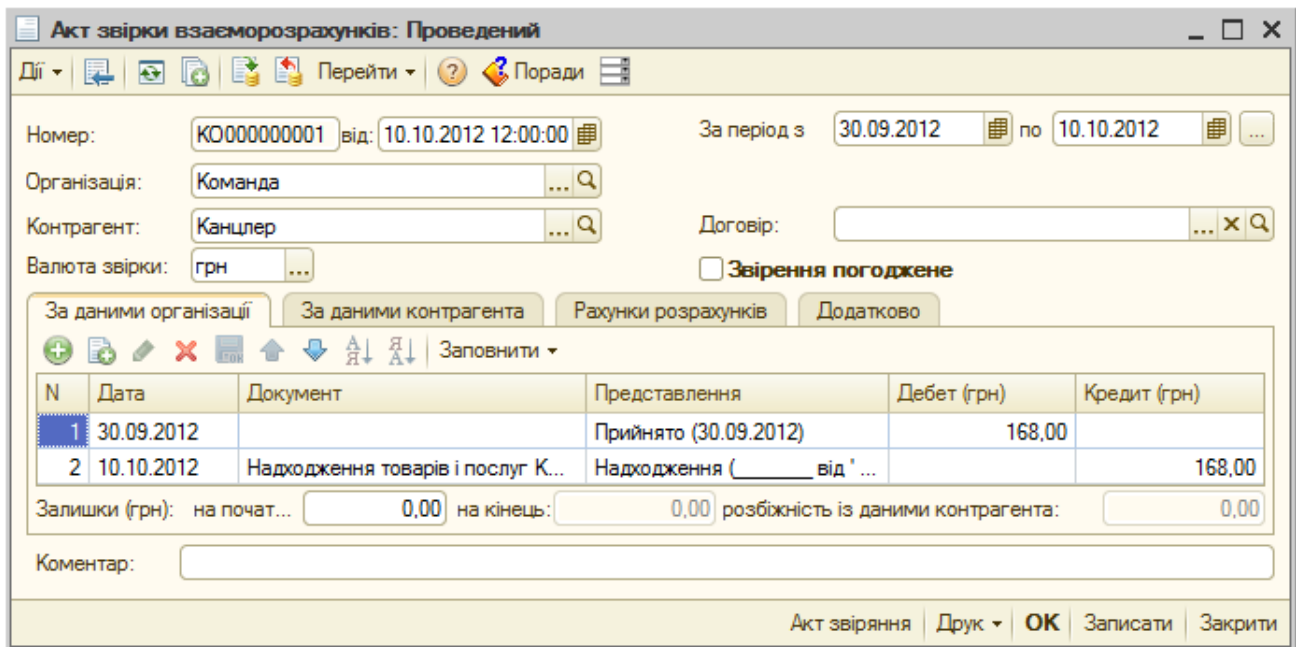 Акт звірки взаєморозрахунків: Проведений
Дії Перейти Поради
Номер: КО000000001 від: 10.10.2012 12:00:00 За період з 30.09.2012 по 10.10.2012 ...
Організація: Команда ...
Контрагент: Канцлер ... Договір: ...
Валюта звірки: грн ... Звірення погоджене
За даними організації За даними контрагента Рахунки розрахунків Додатково
Заповнити
N Дата Документ Представлення Дебет (грн) Кредит (грн)
1 30.09.2012 Прийнято (30.09.2012) 168,00
2 10.10.2012 Надходження товарів і послуг К... Надходження (_______ від ' ... 168,00
Залишки (грн): на початт... 0,00 на кінець: 0,00 розбіжність із даними контрагента: 0,00
Коментар:
Акт звіряння Друк OK Записати Закрити